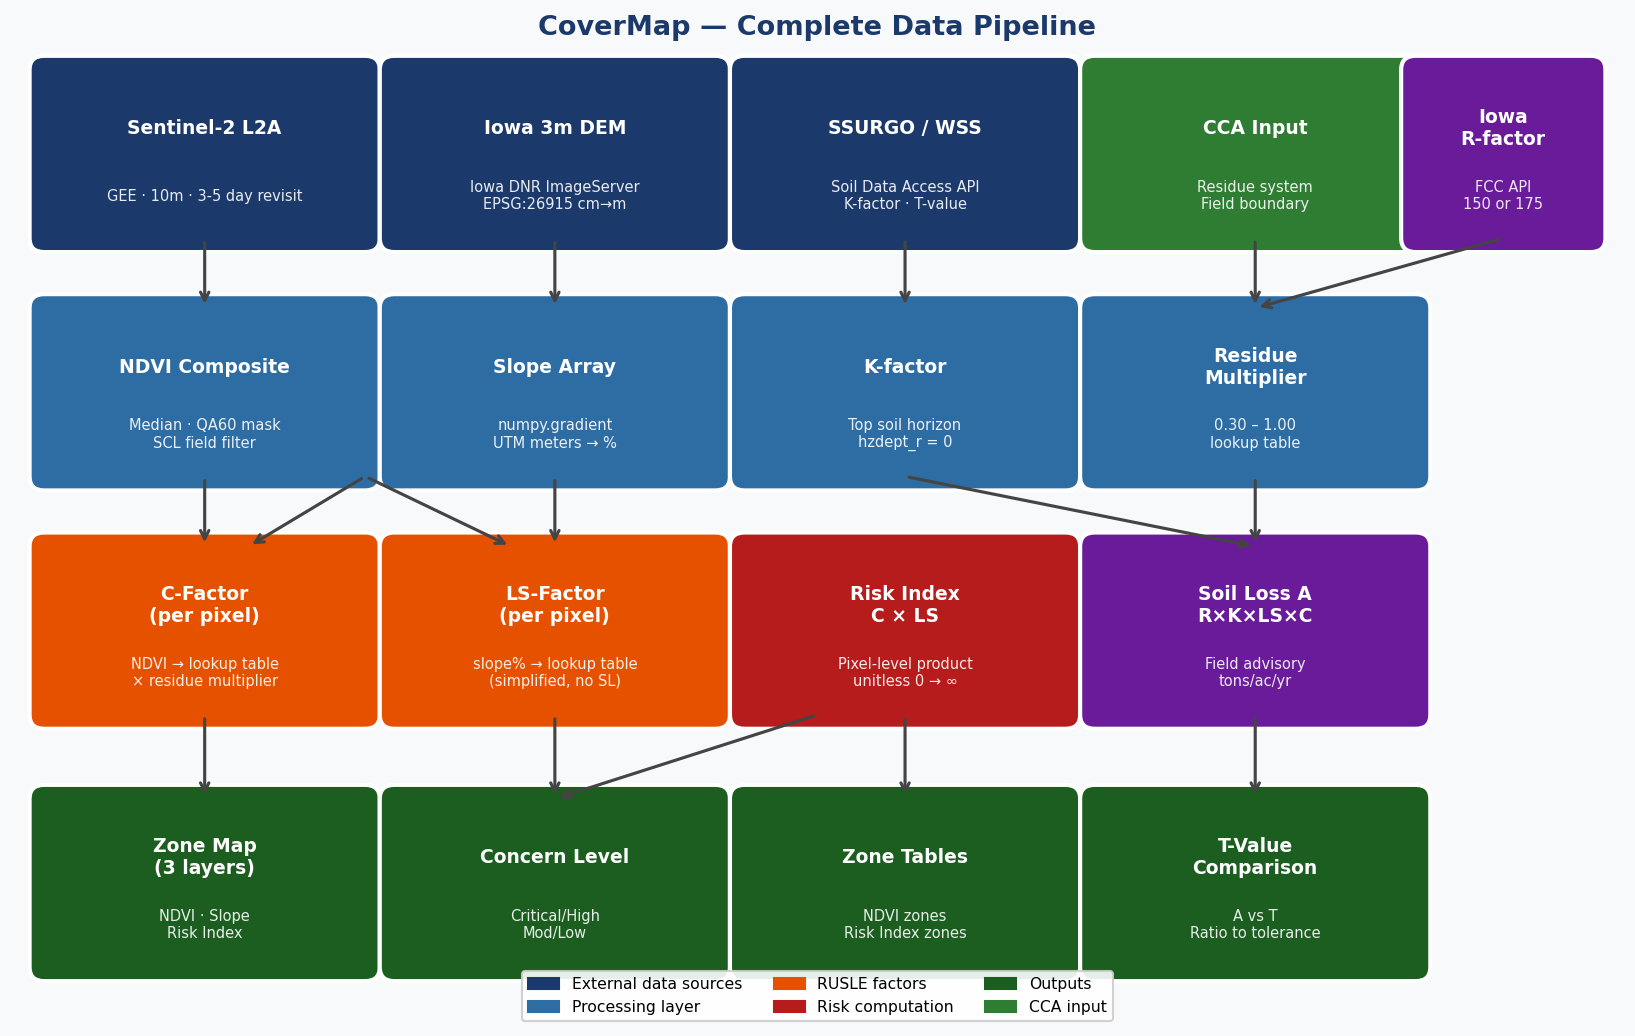 CoverMap — Complete Data Pipeline
Sentinel-2 L2A
GEE · 10m · 3-5 day revisit
Iowa 3m DEM
Iowa DNR ImageServer
EPSG:26915 cm→m
SSURGO / WSS
Soil Data Access API
K-factor · T-value
CCA Input
Residue system
Field boundary
Iowa
R-factor
FCC API
150 or 175
NDVI Composite
Median · QA60 mask
SCL field filter
Slope Array
numpy.gradient
UTM meters → %
K-factor
Top soil horizon
hzdept_r = 0
Residue
Multiplier
0.30 – 1.00
lookup table
C-Factor
(per pixel)
NDVI → lookup table
× residue multiplier
LS-Factor
(per pixel)
slope% → lookup table
(simplified, no SL)
Risk Index
C × LS
Pixel-level product
unitless 0 → ∞
Soil Loss A
R×K×LS×C
Field advisory
tons/ac/yr
Zone Map
(3 layers)
NDVI · Slope
Risk Index
Concern Level
Critical/High
Mod/Low
Zone Tables
NDVI zones
Risk Index zones
T-Value
Comparison
A vs T
Ratio to tolerance
External data sources
Processing layer
RUSLE factors
Risk computation
Outputs
CCA input